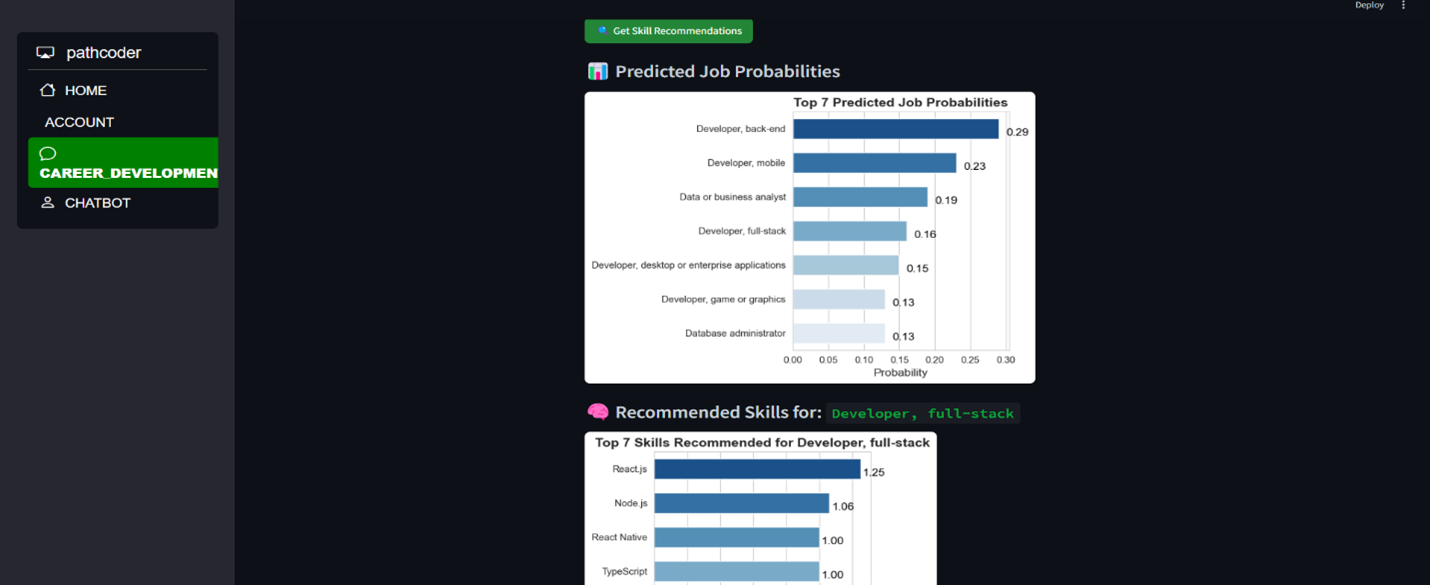 Deploy
pathcoder
HOME
ACCOUNT
CAREER_DEVELOPMEN
CHATBOT
Get Skill Recommendations
Predicted Job Probabilities
Top 7 Predicted Job Probabilities
Developer, back-end 0.29
Developer, mobile 0.23
Data or business analyst 0.19
Developer, full-stack 0.16
Developer, desktop or enterprise applications 0.15
Developer, game or graphics 0.13
Database administrator 0.13
0.00 0.05 0.10 0.15 0.20 0.25 0.30
Probability
Recommended Skills for: Developer, full-stack
Top 7 Skills Recommended for Developer, full-stack
React.js 1.25
Node.js 1.06
React Native 1.00
TypeScript 1.00